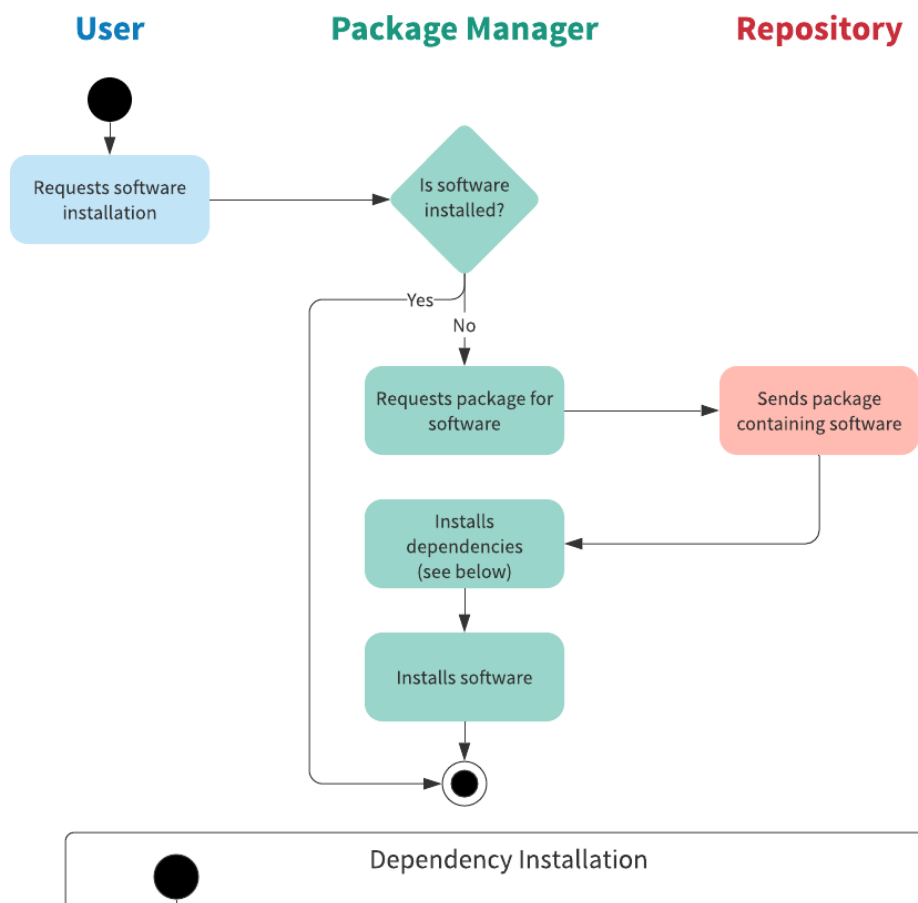 User Package Manager Repository
Requests software
installation
Is software
installed?
Yes
No
Requests package for
software
Sends package
containing software
Installs
dependencies
(see below)
Installs software
Dependency Installation